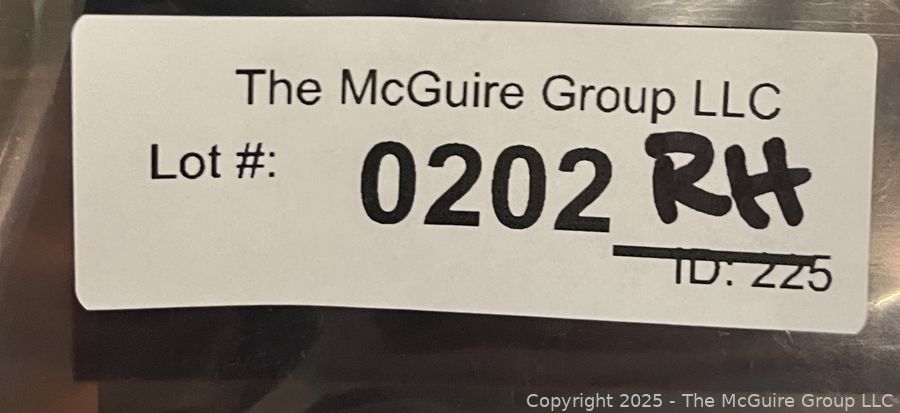 The McGuire Group LLC
Lot #: 0202 RH
ID: 225
Copyright 2025 - The McGuire Group LLC